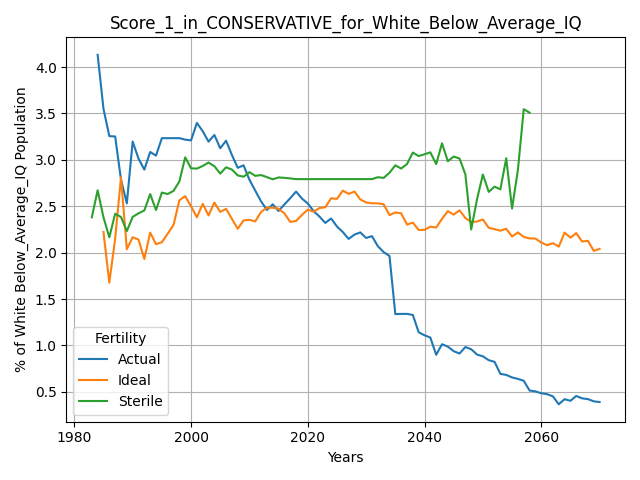 Score_1_in_CONSERVATIVE_for_White_Below_Average_IQ
% of White Below_Average_IQ Population
4.0
3.5
3.0
2.5
2.0
1.5
1.0
0.5
Fertility
Actual
Ideal
Sterile
1980 2000 2020 2040 2060
Years